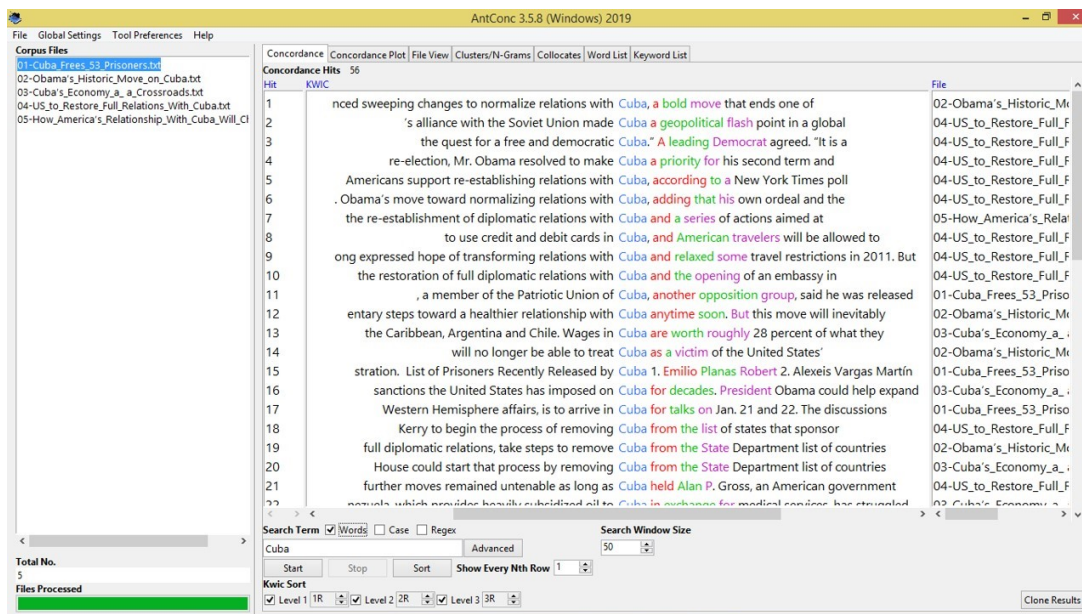 AntConc 3.5.8 (Windows) 2019
File Global Settings Tool Preferences Help
Corpus Files
01-Cuba_Frees_53_Prisoners.txt
02-Obama's_Historic_Move_on_Cuba.txt
03-Cuba's_Economy_a_ a_Crossroads.txt
04-US_to_Restore_Full_Relations_With_Cuba.txt
05-How_America's_Relationship_With_Cuba_Will_Cl
Total No.
5
Files Processed
Concordance Concordance Plot File View Clusters/N-Grams Collocates Word List Keyword List
Concordance Hits 56
Hit KWIC File
1 nced sweeping changes to normalize relations with Cuba, a bold move that ends one of 02-Obama's_Historic_Mo
2 's alliance with the Soviet Union made Cuba a geopolitical flash point in a global 04-US_to_Restore_Full_F
3 the quest for a free and democratic Cuba." A leading Democrat agreed. "It is a 04-US_to_Restore_Full_F
4 re-election, Mr. Obama resolved to make Cuba a priority for his second term and 04-US_to_Restore_Full_F
5 Americans support re-establishing relations with Cuba, according to a New York Times poll 04-US_to_Restore_Full_F
6 . Obama's move toward normalizing relations with Cuba, adding that his own ordeal and the 04-US_to_Restore_Full_F
7 the re-establishment of diplomatic relations with Cuba and a series of actions aimed at 05-How_America's_Relat
8 to use credit and debit cards in Cuba, and American travelers will be allowed to 04-US_to_Restore_Full_F
9 ong expressed hope of transforming relations with Cuba and relaxed some travel restrictions in 2011. But 04-US_to_Restore_Full_F
10 the restoration of full diplomatic relations with Cuba and the opening of an embassy in 04-US_to_Restore_Full_F
11 , a member of the Patriotic Union of Cuba, another opposition group, said he was released 01-Cuba_Frees_53_Priso
12 entary steps toward a healthier relationship with Cuba anytime soon. But this move will inevitably 02-Obama's_Historic_Mo
13 the Caribbean, Argentina and Chile. Wages in Cuba are worth roughly 28 percent of what they 03-Cuba's_Economy_a_
14 will no longer be able to treat Cuba as a victim of the United States' 02-Obama's_Historic_Mo
15 stration. List of Prisoners Recently Released by Cuba 1. Emilio Planas Robert 2. Alexeis Vargas Martín 01-Cuba_Frees_53_Priso
16 sanctions the United States has imposed on Cuba for decades. President Obama could help expand 03-Cuba's_Economy_a_
17 Western Hemisphere affairs, is to arrive in Cuba for talks on Jan. 21 and 22. The discussions 01-Cuba_Frees_53_Priso
18 Kerry to begin the process of removing Cuba from the list of states that sponsor 04-US_to_Restore_Full_F
19 full diplomatic relations, take steps to remove Cuba from the State Department list of countries 02-Obama's_Historic_Mo
20 House could start that process by removing Cuba from the State Department list of countries 03-Cuba's_Economy_a_
21 further moves remained untenable as long as Cuba held Alan P. Gross, an American government 04-US_to_Restore_Full_F
22 nezuela, which provides heavily subsidized oil to Cuba in exchange for medical services, has struggled 03-Cuba's_Economy_a_
Search Term Words Case Regex Search Window Size
Cuba Advanced 50
Start Stop Sort Show Every Nth Row 1
Kwic Sort
Level 1 1R Level 2 2R Level 3 3R Clone Results